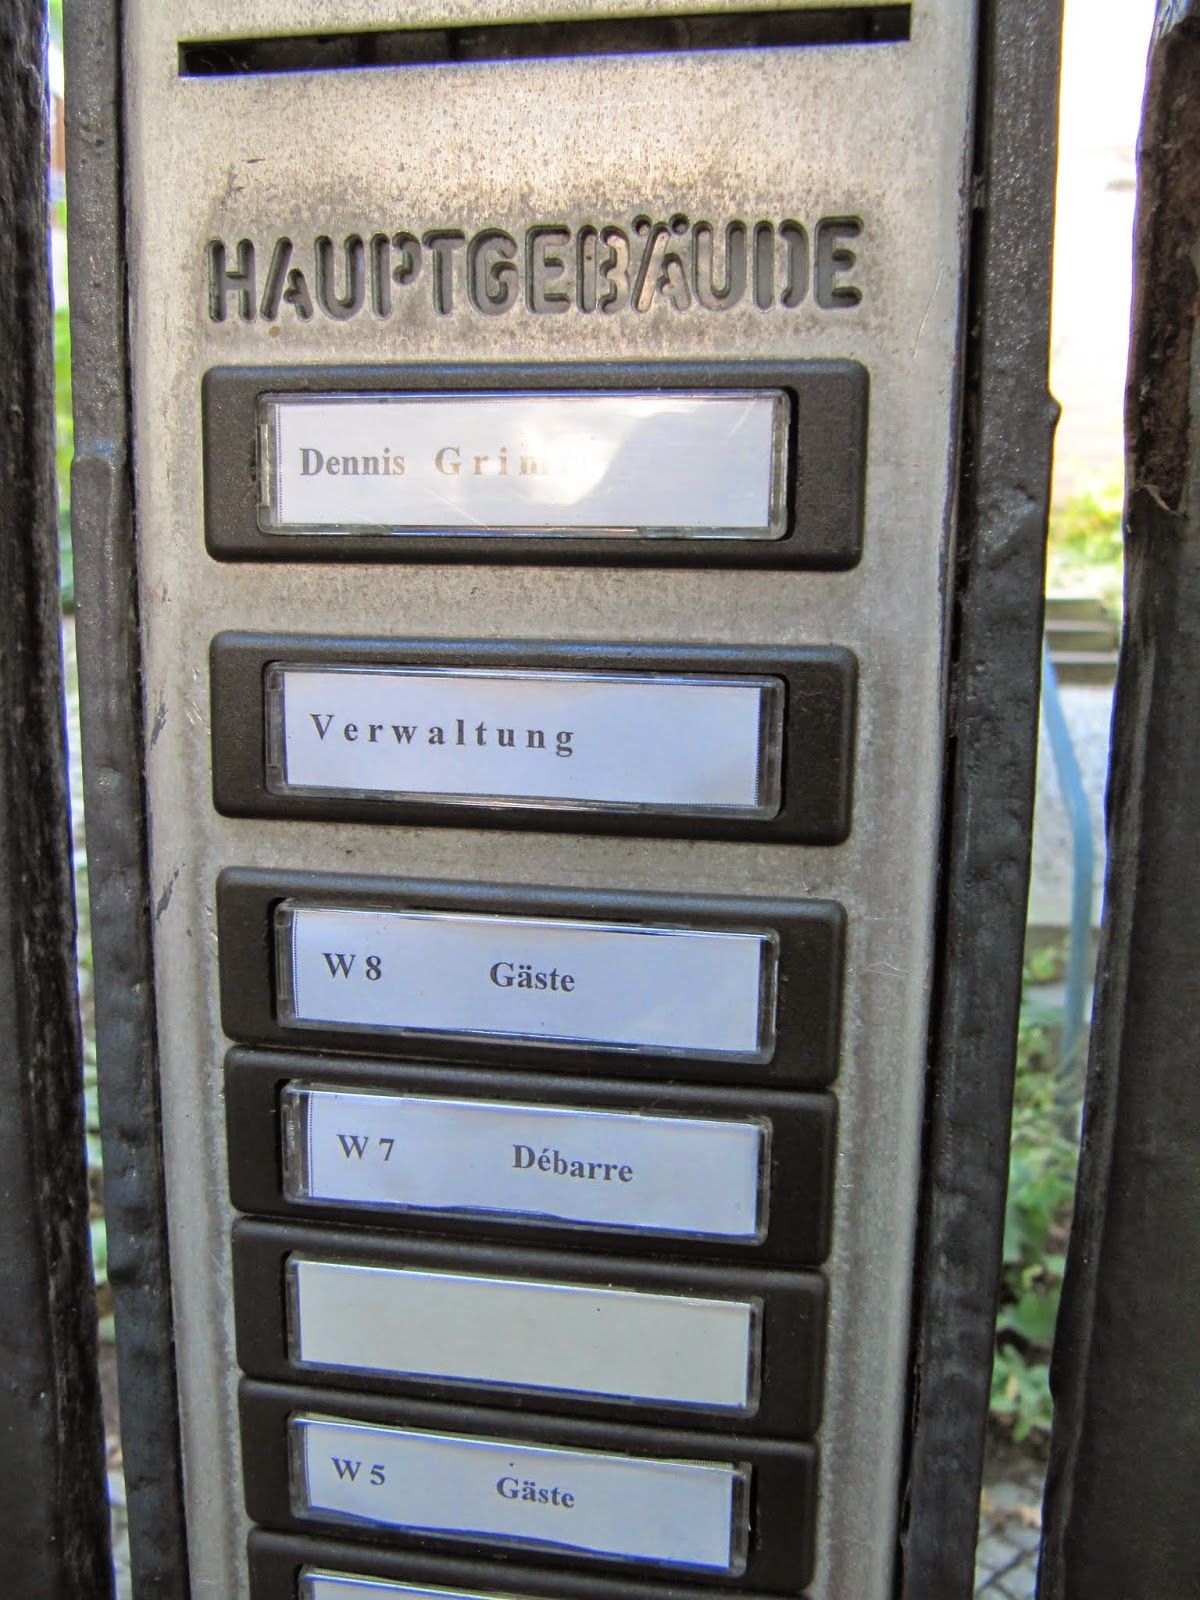 HAUPTGEBÄUDE
Dennis
Verwaltung
W 8 Gäste
W 7 Débarre
W 5 Gäste